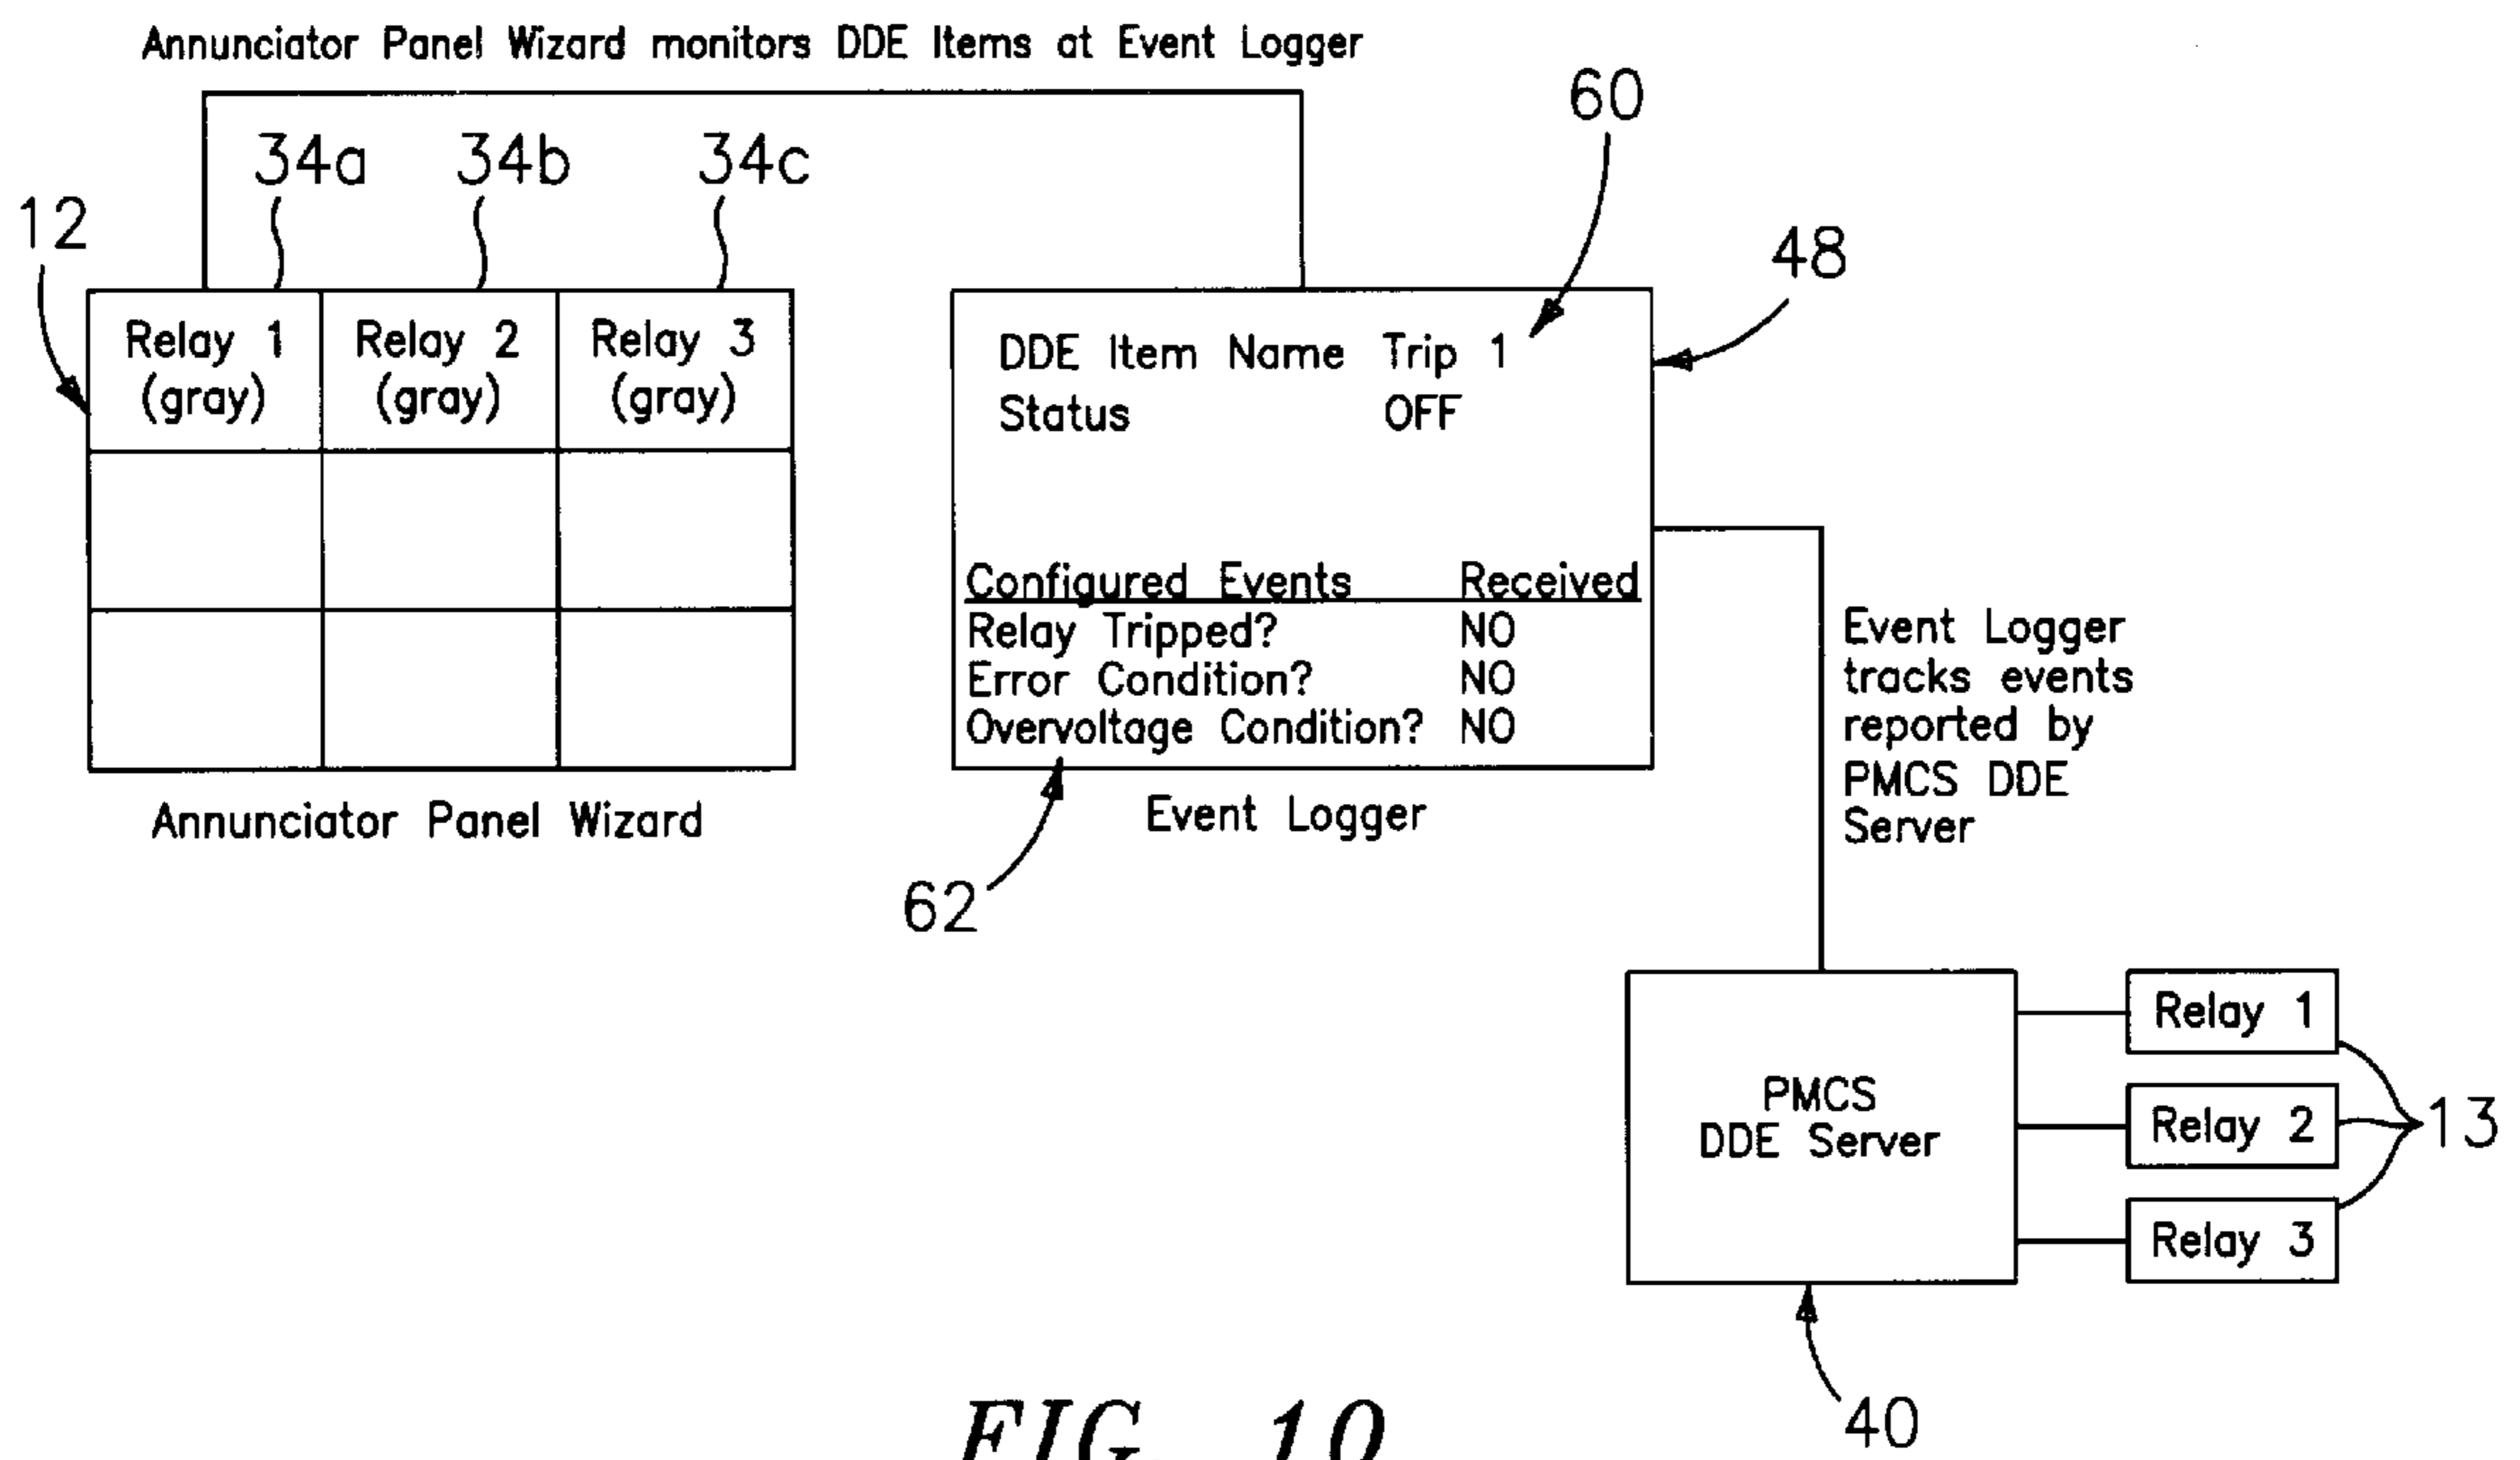 Annunciator Panel Wizard monitors DDE Items at Event Logger
60
34a 34b 34c
12
48
Relay 1 Relay 2 Relay 3
(gray) (gray) (gray)
DDE Item Name Trip 1
Status OFF
Configured Events Received
Relay Tripped? NO
Error Condition? NO
Overvoltage Condition? NO
Event Logger
tracks events
reported by
PMCS DDE
Server
Annunciator Panel Wizard
Event Logger
62
PMCS
DDE Server
Relay 1
Relay 2
Relay 3
13
40
FIG. 10